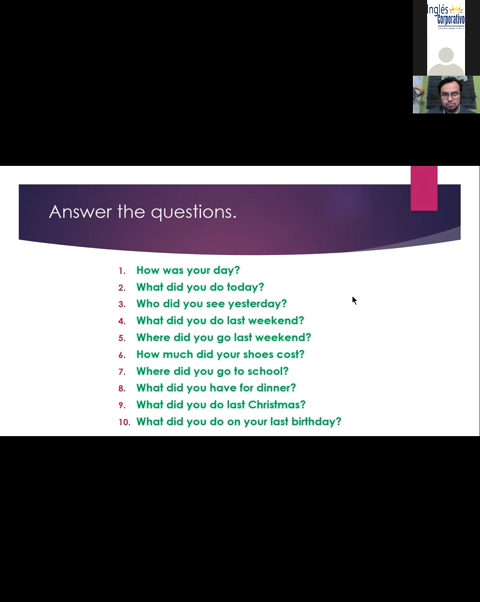 Inglés
Corporativo
Answer the questions.
1. How was your day?
2. What did you do today?
3. Who did you see yesterday?
4. What did you do last weekend?
5. Where did you go last weekend?
6. How much did your shoes cost?
7. Where did you go to school?
8. What did you have for dinner?
9. What did you do last Christmas?
10. What did you do on your last birthday?